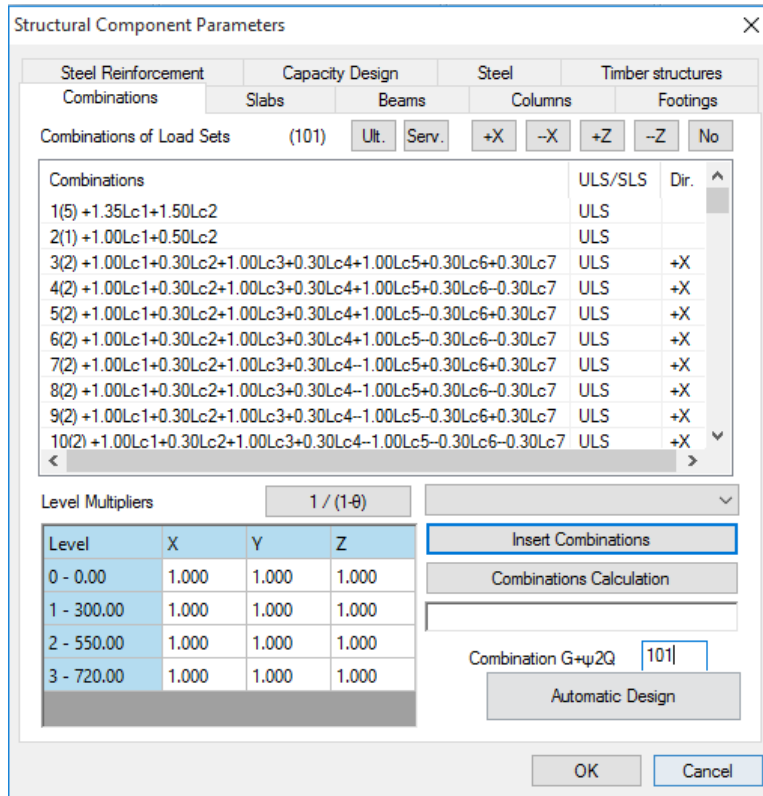 Structural Component Parameters
Steel Reinforcement Capacity Design Steel Timber structures
Combinations Slabs Beams Columns Footings
Combinations of Load Sets (101) Ult. Serv. +X --X +Z --Z No
Combinations ULS/SLS Dir.
1(5) +1.35Lc1+1.50Lc2 ULS
2(1) +1.00Lc1+0.50Lc2 ULS
3(2) +1.00Lc1+0.30Lc2+1.00Lc3+0.30Lc4+1.00Lc5+0.30Lc6+0.30Lc7 ULS +X
4(2) +1.00Lc1+0.30Lc2+1.00Lc3+0.30Lc4+1.00Lc5+0.30Lc6--0.30Lc7 ULS +X
5(2) +1.00Lc1+0.30Lc2+1.00Lc3+0.30Lc4+1.00Lc5--0.30Lc6+0.30Lc7 ULS +X
6(2) +1.00Lc1+0.30Lc2+1.00Lc3+0.30Lc4+1.00Lc5--0.30Lc6--0.30Lc7 ULS +X
7(2) +1.00Lc1+0.30Lc2+1.00Lc3+0.30Lc4--1.00Lc5+0.30Lc6+0.30Lc7 ULS +X
8(2) +1.00Lc1+0.30Lc2+1.00Lc3+0.30Lc4--1.00Lc5+0.30Lc6--0.30Lc7 ULS +X
9(2) +1.00Lc1+0.30Lc2+1.00Lc3+0.30Lc4--1.00Lc5--0.30Lc6+0.30Lc7 ULS +X
10(2) +1.00Lc1+0.30Lc2+1.00Lc3+0.30Lc4--1.00Lc5--0.30Lc6--0.30Lc7 ULS +X
Level Multipliers 1 / (1-θ)
Level X Y Z
0 - 0.00 1.000 1.000 1.000
1 - 300.00 1.000 1.000 1.000
2 - 550.00 1.000 1.000 1.000
3 - 720.00 1.000 1.000 1.000
Insert Combinations
Combinations Calculation
Combination G+ψ2Q 101
Automatic Design
OK Cancel